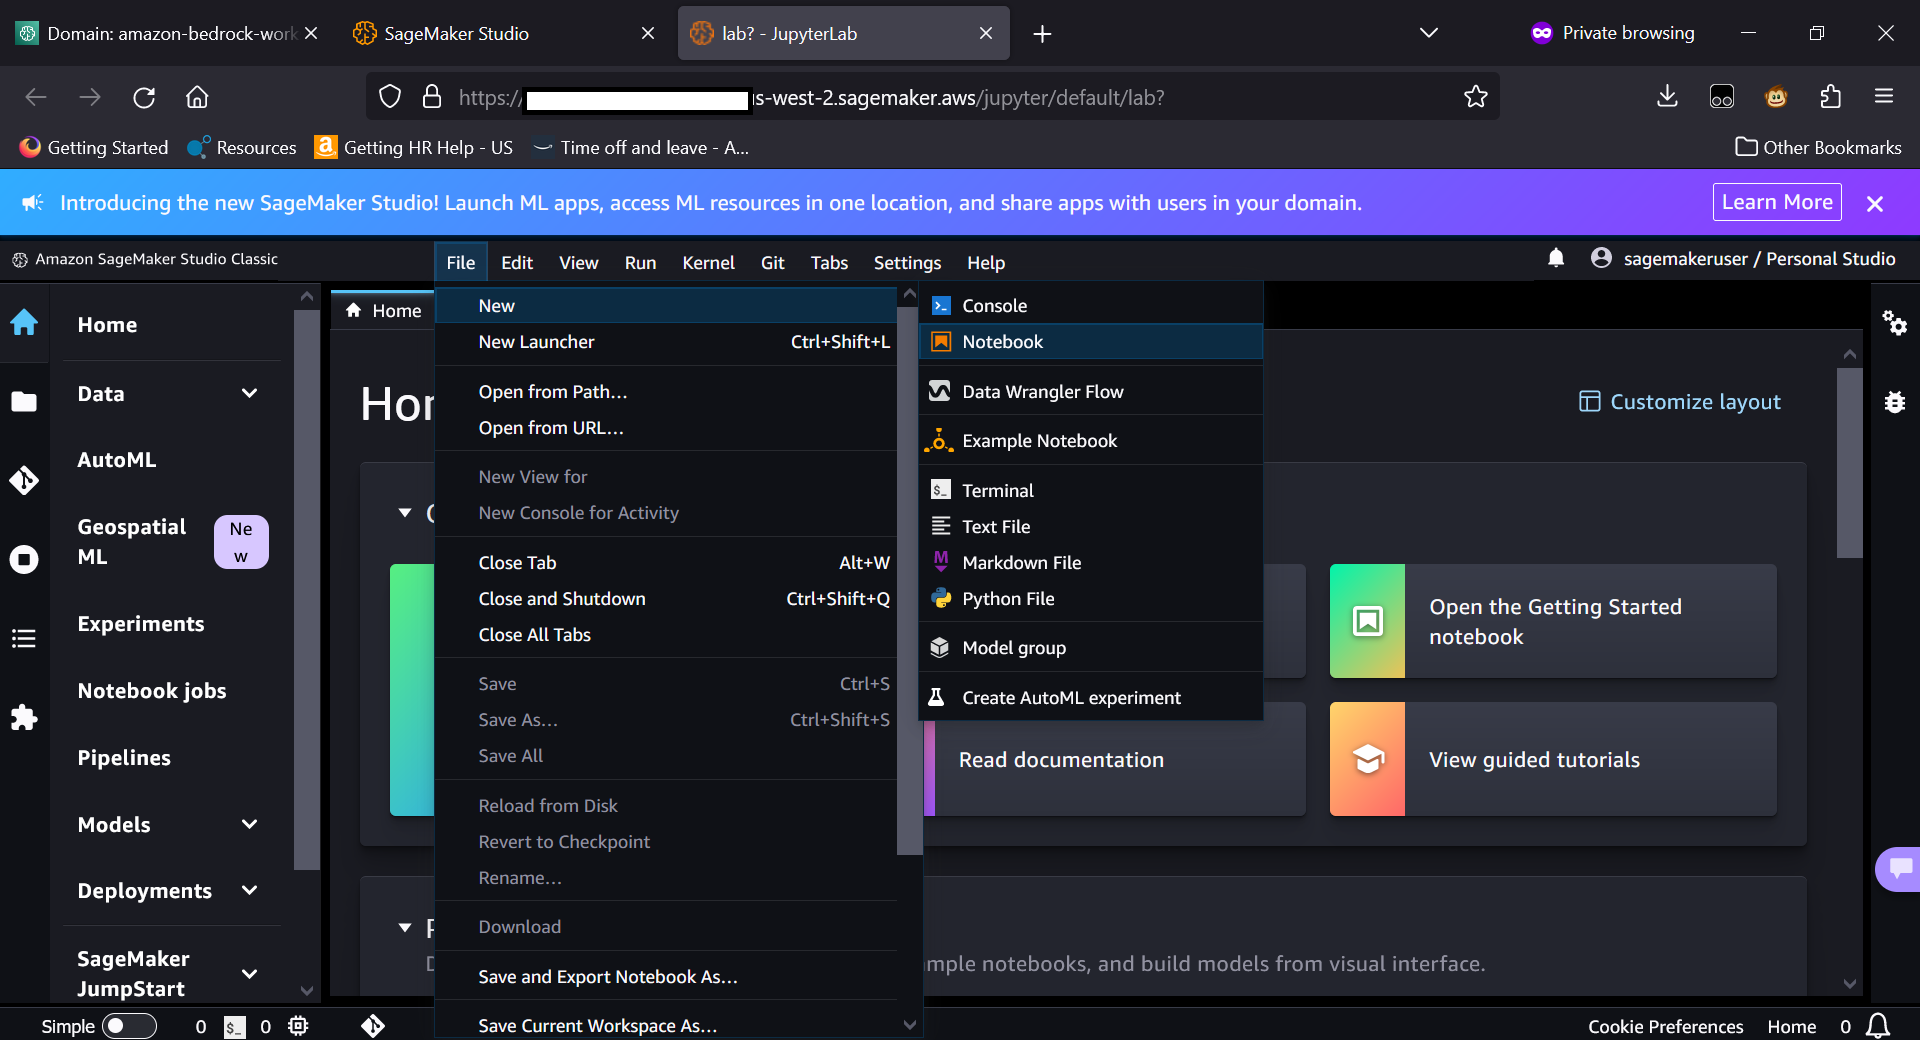 Domain: amazon-bedrock-work
SageMaker Studio
lab? - JupyterLab
Private browsing
https://
s-west-2.sagemaker.aws/jupyter/default/lab?
Getting Started
Resources
Getting HR Help - US
Time off and leave - A...
Other Bookmarks
Introducing the new SageMaker Studio! Launch ML apps, access ML resources in one location, and share apps with users in your domain.
Learn More
Amazon SageMaker Studio Classic
File
Edit
View
Run
Kernel
Git
Tabs
Settings
Help
sagemakeruser / Personal Studio
Home
Data
AutoML
Geospatial
ML
Ne
w
Experiments
Notebook jobs
Pipelines
Models
Deployments
SageMaker
JumpStart
Home
New
New Launcher Ctrl+Shift+L
Open from Path...
Open from URL...
New View for
New Console for Activity
Close Tab Alt+W
Close and Shutdown Ctrl+Shift+Q
Close All Tabs
Save Ctrl+S
Save As... Ctrl+Shift+S
Save All
Reload from Disk
Revert to Checkpoint
Rename...
Download
Save and Export Notebook As...
Save Current Workspace As...
Console
Notebook
Data Wrangler Flow
Example Notebook
Terminal
Text File
Markdown File
Python File
Model group
Create AutoML experiment
Customize layout
Open the Getting Started
notebook
Read documentation
View guided tutorials
notebooks, and build models from visual interface.
Simple
0
0
Cookie Preferences
Home
0